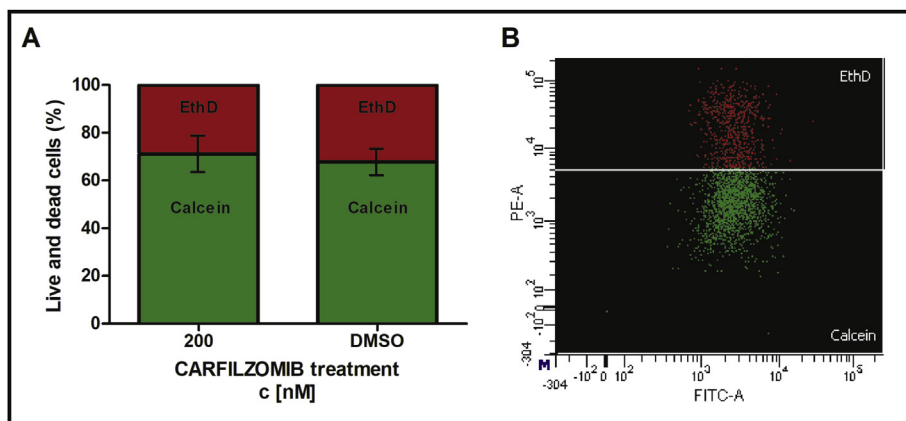 A
Live and dead cells (%)
100
80
60
40
20
0
EthD
EthD
Calcein
Calcein
200
DMSO
CARFILZOMIB treatment
c [nM]
B
EthD
Calcein
PE-A
10^5
10^4
10^3
10^2
0
-10^2
-304
M
-304
-10^2
0
10^2
10^3
10^4
10^5
FITC-A